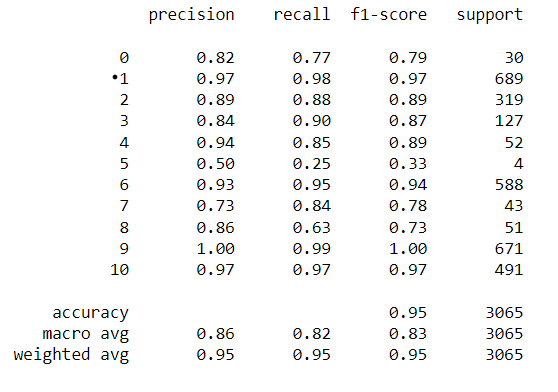 precision recall f1-score support
0 0.82 0.77 0.79 30
•1 0.97 0.98 0.97 689
2 0.89 0.88 0.89 319
3 0.84 0.90 0.87 127
4 0.94 0.85 0.89 52
5 0.50 0.25 0.33 4
6 0.93 0.95 0.94 588
7 0.73 0.84 0.78 43
8 0.86 0.63 0.73 51
9 1.00 0.99 1.00 671
10 0.97 0.97 0.97 491
accuracy 0.95 3065
macro avg 0.86 0.82 0.83 3065
weighted avg 0.95 0.95 0.95 3065